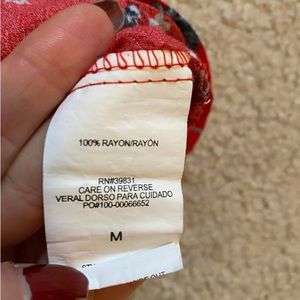 100% RAYON/RAYÓN
RN#39831
CARE ON REVERSE
VERAL DORSO PARA CUIDADO
PO#100-00066652
M